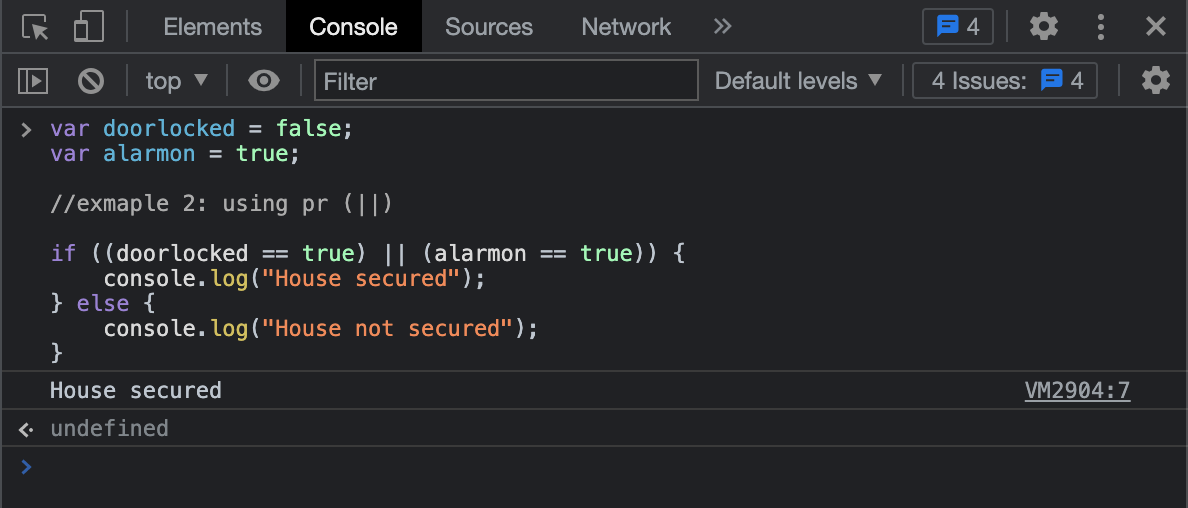 Elements Console Sources Network » 4
top ▼ Filter Default levels ▼ 4 Issues: 4
> var doorlocked = false;
var alarmon = true;
//exmaple 2: using pr (||)
if ((doorlocked == true) || (alarmon == true)) {
    console.log("House secured");
} else {
    console.log("House not secured");
}
House secured VM2904:7
undefined
>